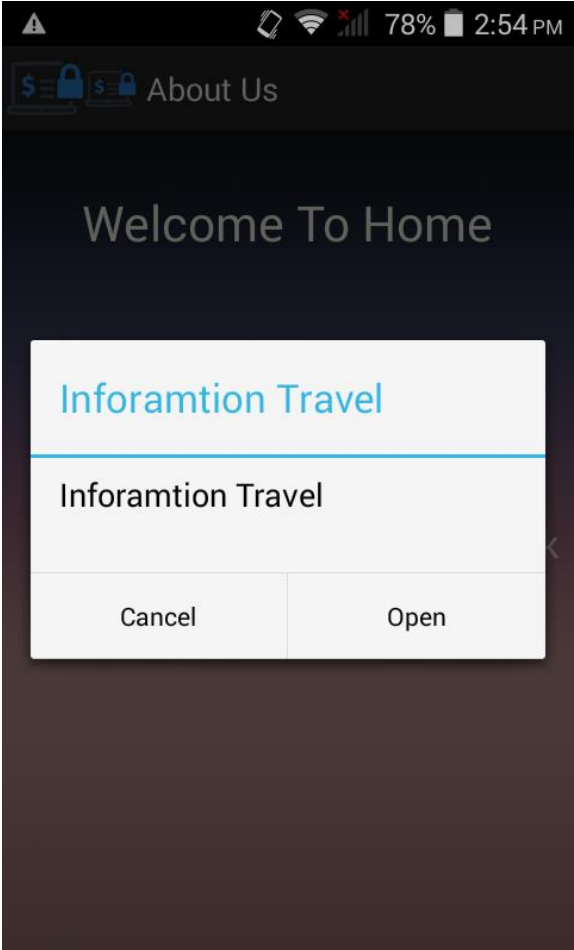 78% 2:54 PM
$ $ About Us
Welcome To Home
Inforamtion Travel
Inforamtion Travel
K
Cancel Open